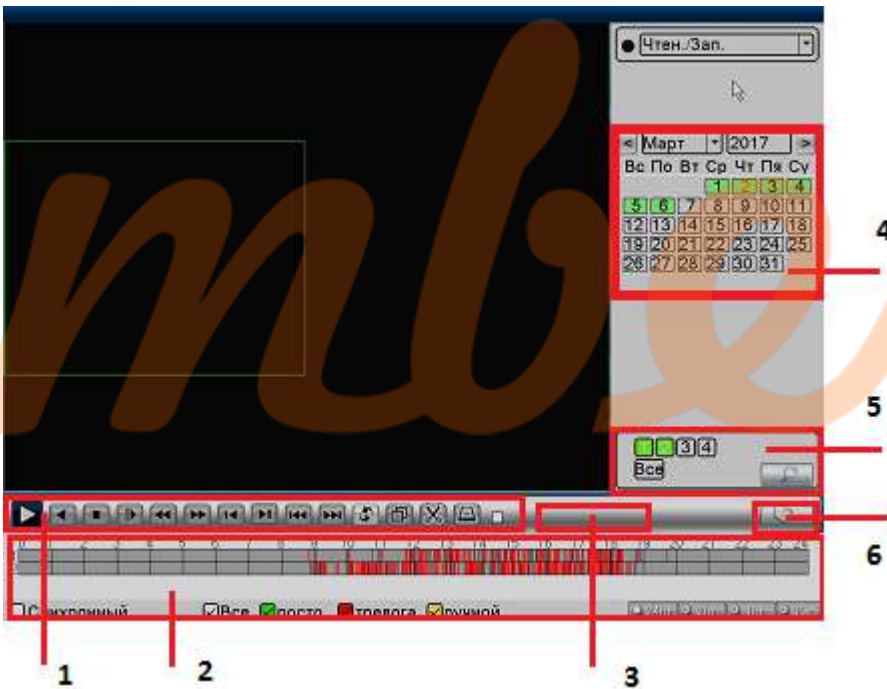 Чтен./Зап.
Март 2017
Вс По Вт Ср Чт Пя Су
1 2 3 4
5 6 7 8 9 10 11
12 13 14 15 16 17 18
19 20 21 22 23 24 25
26 27 28 29 30 31
4
mbe
5
1 2 3 4
Все
6
0 1 2 3 4 5 6 7 8 9 10 11 12 13 14 15 16 17 18 19 20 21 22 23 24
Синхронный Все посто. тревога ручной
1 2 3